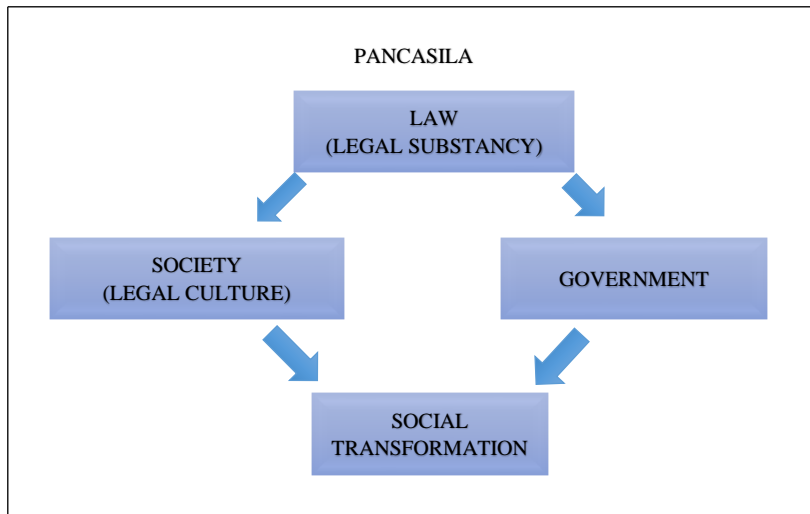 PANCASILA
LAW
(LEGAL SUBSTANCY)
SOCIETY
(LEGAL CULTURE)
GOVERNMENT
SOCIAL
TRANSFORMATION